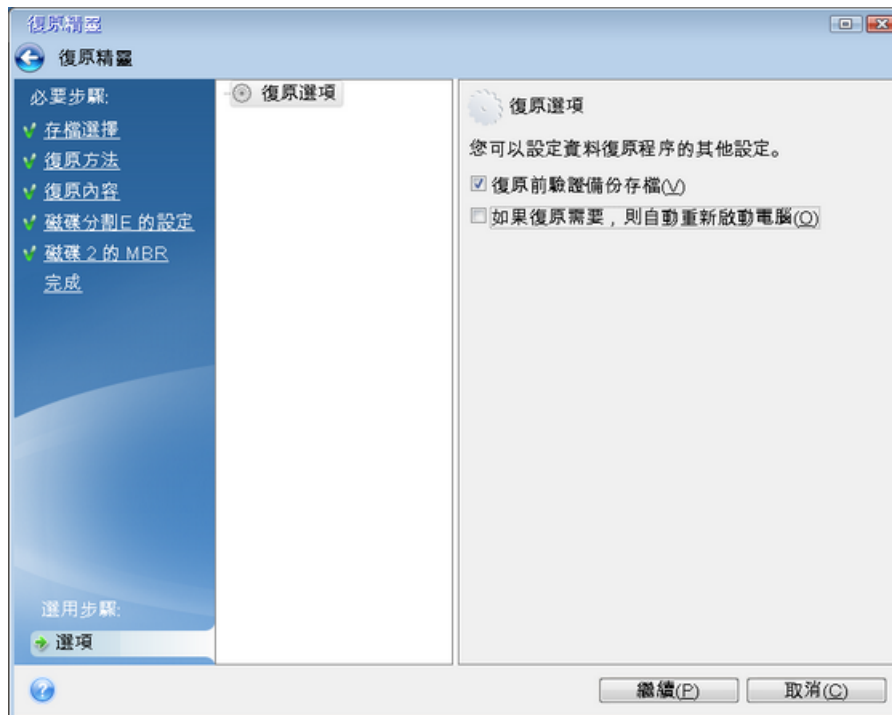 復原精靈
復原精靈
必要步驟:
存檔選擇
復原方法
復原內容
磁碟分割E 的設定
磁碟 2 的 MBR
完成
選用步驟:
選項
復原選項
復原選項
您可以設定資料復原程序的其他設定。
復原前驗證備份存檔(V)
如果復原需要，則自動重新啟動電腦(O)
繼續(P)
取消(C)